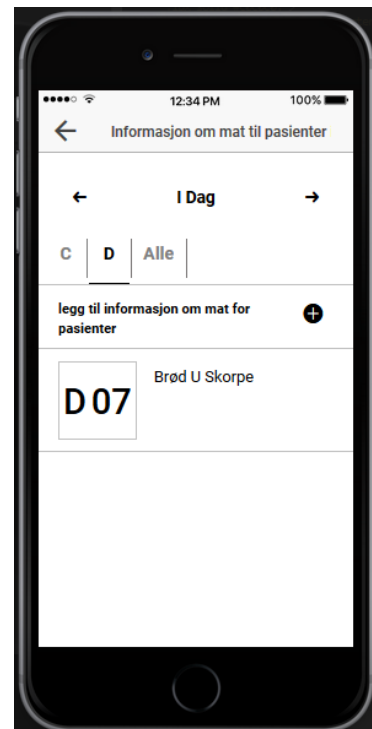 12:34 PM 100%
Informasjon om mat til pasienter
I Dag
C D Alle
legg til informasjon om mat for
pasienter
D 07 Brød U Skorpe